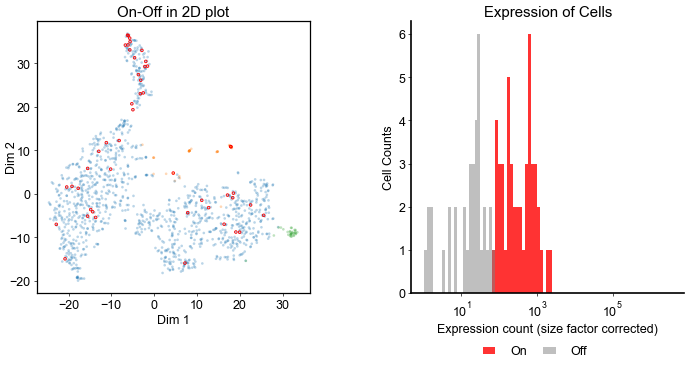 On-Off in 2D plot
Dim 2
30
20
10
0
−10
−20
−20 −10 0 10 20 30
Dim 1
Expression of Cells
Cell Counts
6
5
4
3
2
1
0
10^1 10^3 10^5
Expression count (size factor corrected)
On Off